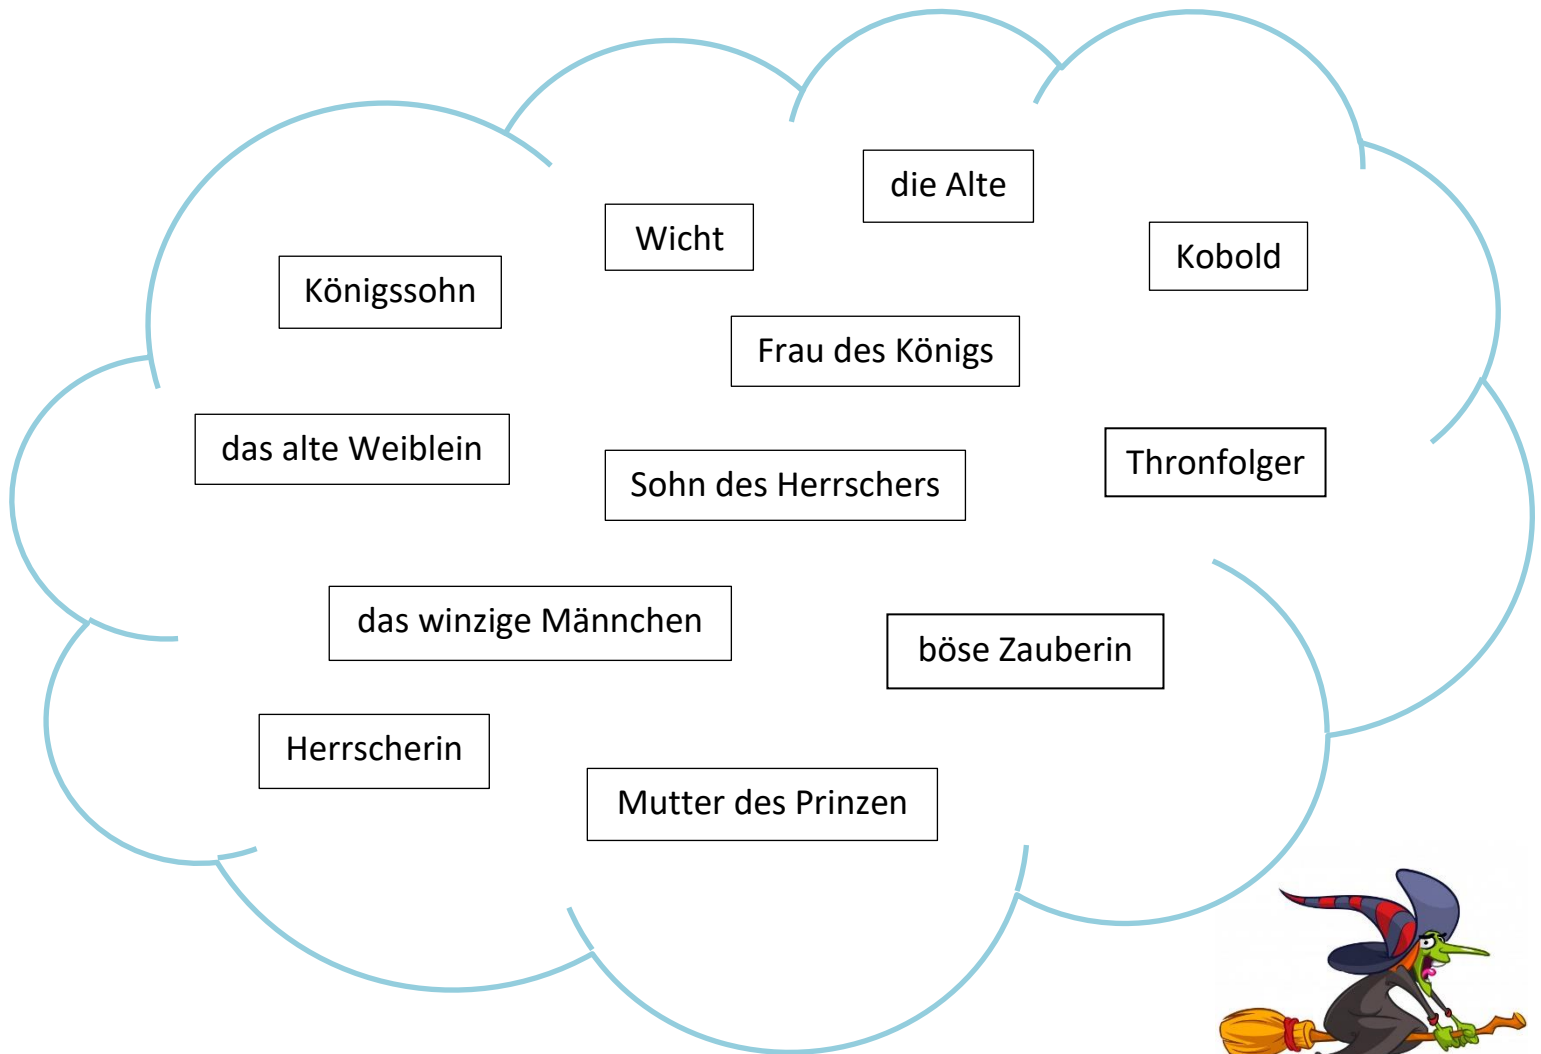 die Alte
Wicht
Kobold
Königssohn
Frau des Königs
das alte Weiblein
Thronfolger
Sohn des Herrschers
das winzige Männchen
böse Zauberin
Herrscherin
Mutter des Prinzen